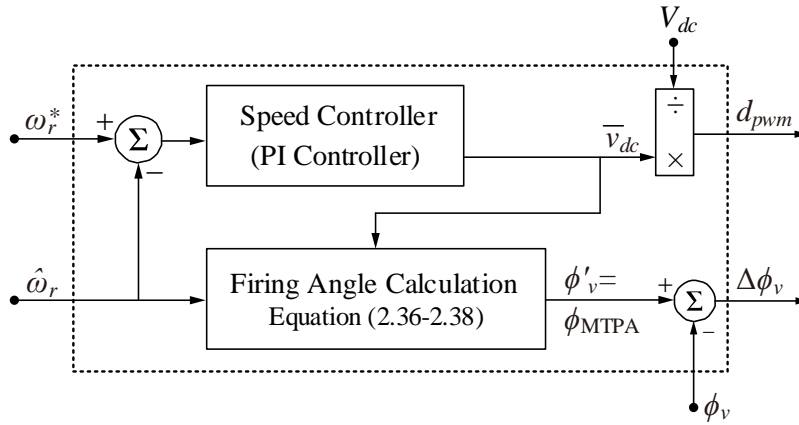 V_dc
ω_r^*
+
Σ
−
Speed Controller
(PI Controller)
v̅_dc
÷
×
d_pwm
ω̂_r
Firing Angle Calculation
Equation (2.36-2.38)
ϕ'_v=
ϕ_MTPA
+
Σ
−
Δϕ_v
ϕ_v